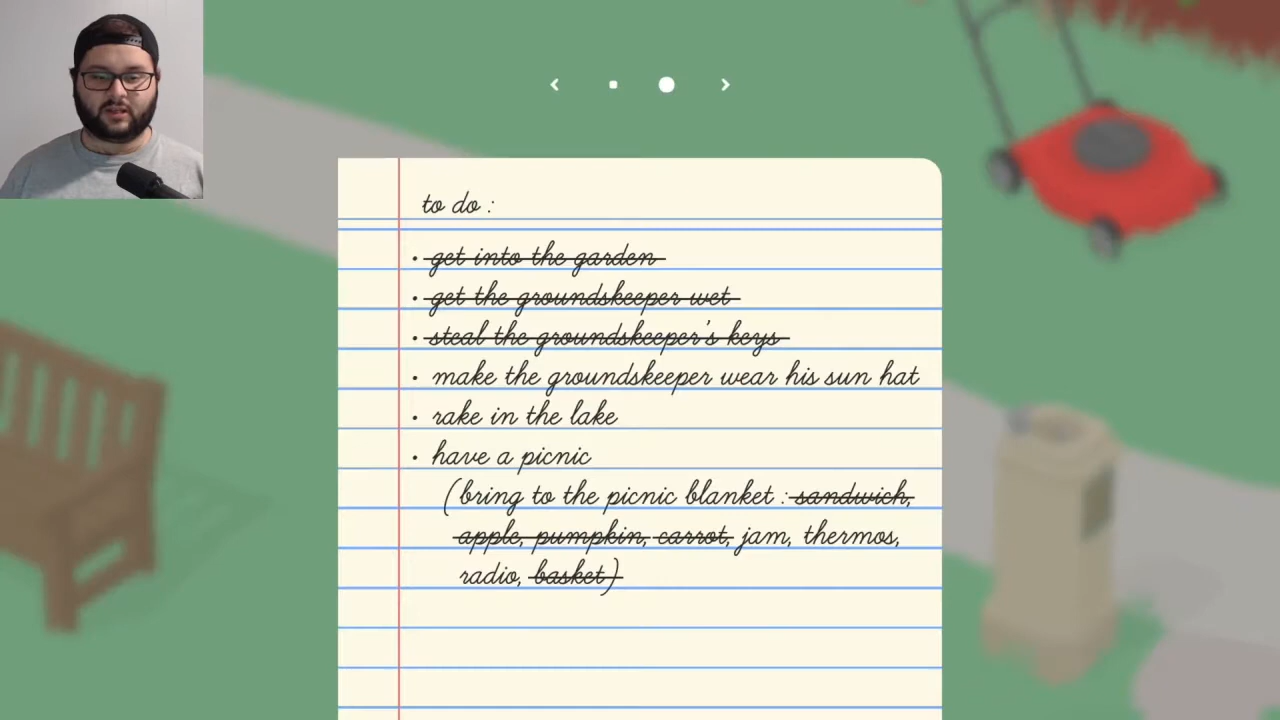 to do :
• get into the garden
• get the groundskeeper wet
• steal the groundskeeper's keys
• make the groundskeeper wear his sun hat
• rake in the lake
• have a picnic
(bring to the picnic blanket : sandwich,
apple, pumpkin, carrot, jam, thermos,
radio, basket)